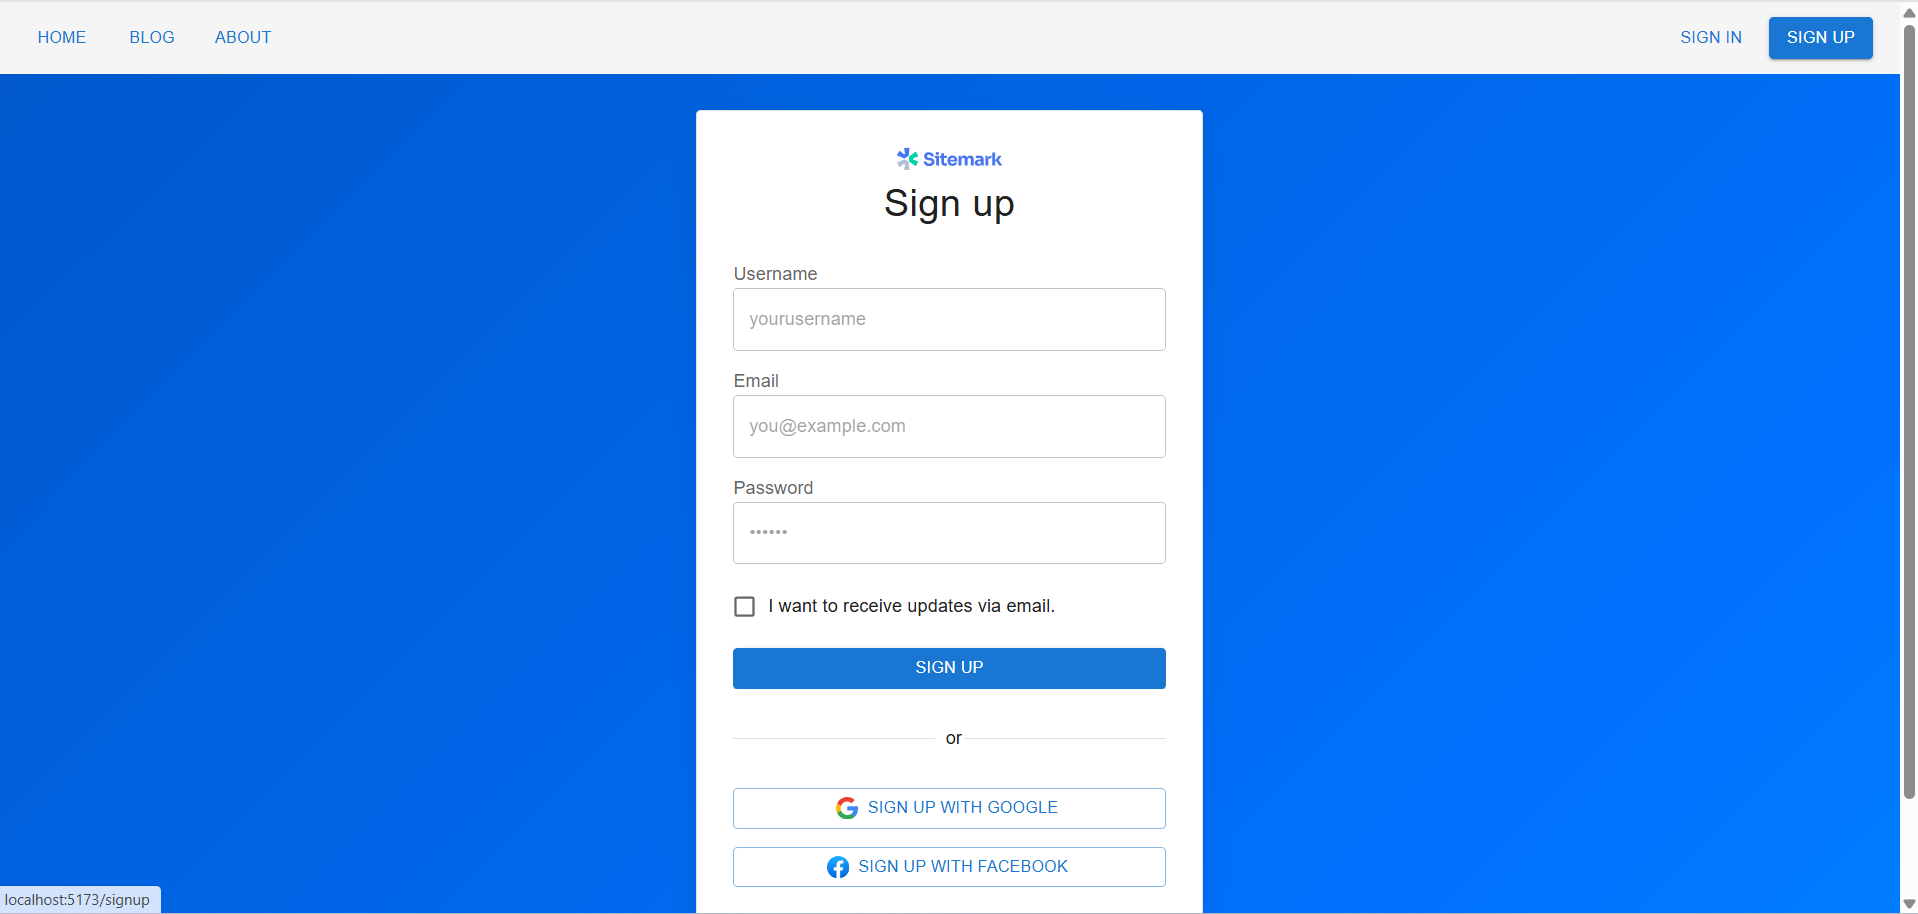 HOME BLOG ABOUT SIGN IN SIGN UP
Sitemark
Sign up
Username
yourusername
Email
you@example.com
Password
••••••
I want to receive updates via email.
SIGN UP
or
SIGN UP WITH GOOGLE
SIGN UP WITH FACEBOOK
localhost:5173/signup